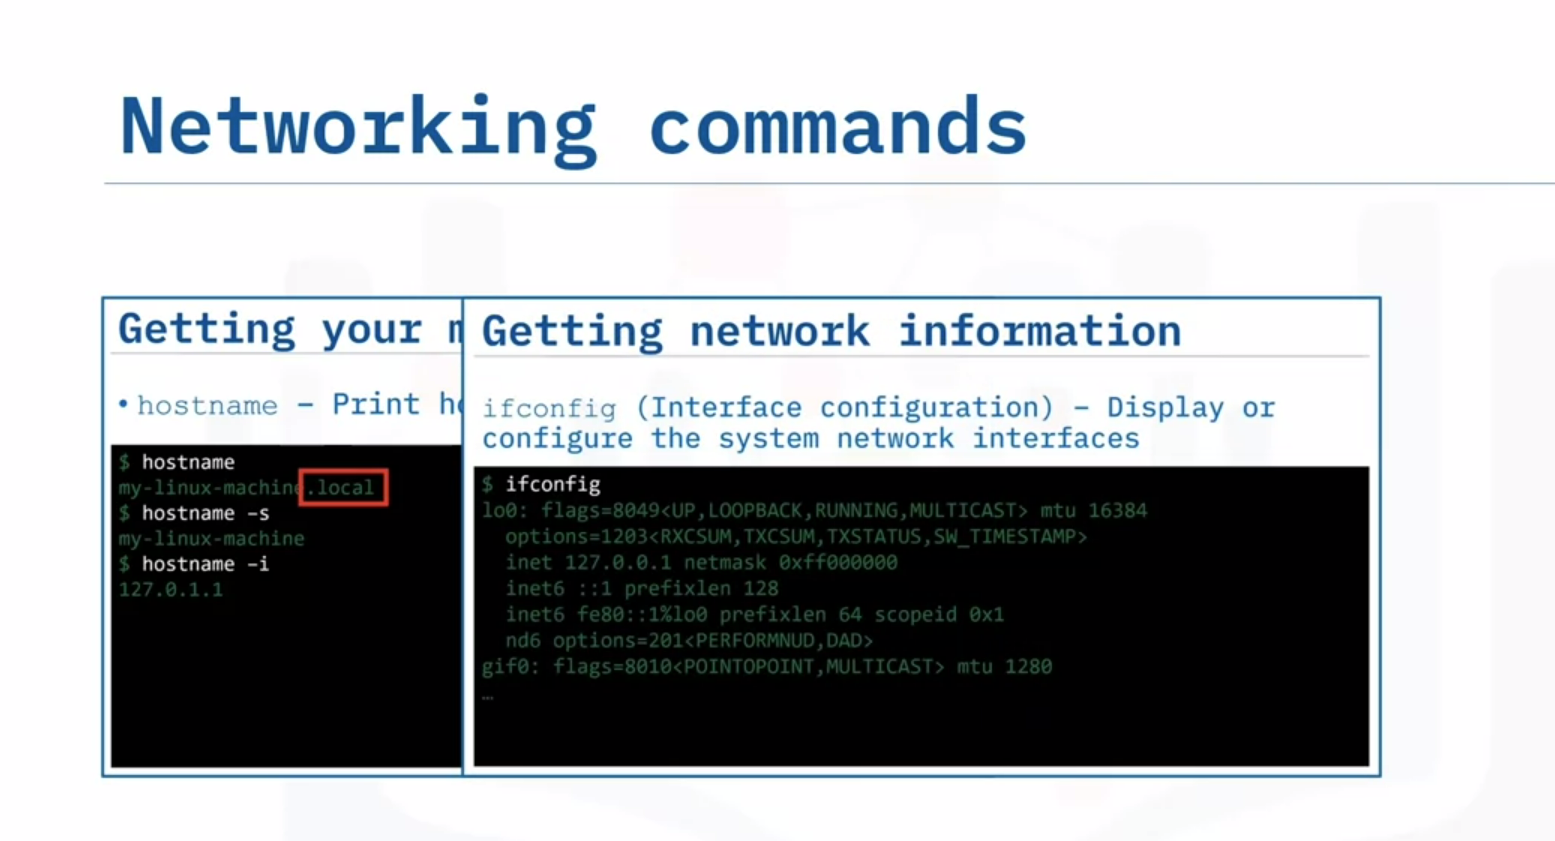 Networking commands
Getting your
• hostname – Print
$ hostname
my-linux-machine.local
$ hostname –s
my-linux-machine
$ hostname –i
127.0.1.1
Getting network information
ifconfig (Interface configuration) – Display or
configure the system network interfaces
$ ifconfig
lo0: flags=8049<UP,LOOPBACK,RUNNING,MULTICAST> mtu 16384
options=1203<RXCSUM,TXCSUM,TXSTATUS,SW_TIMESTAMP>
inet 127.0.0.1 netmask 0xff000000
inet6 ::1 prefixlen 128
inet6 fe80::1%lo0 prefixlen 64 scopeid 0x1
nd6 options=201<PERFORMNUD,DAD>
gif0: flags=8010<POINTOPOINT,MULTICAST> mtu 1280
…